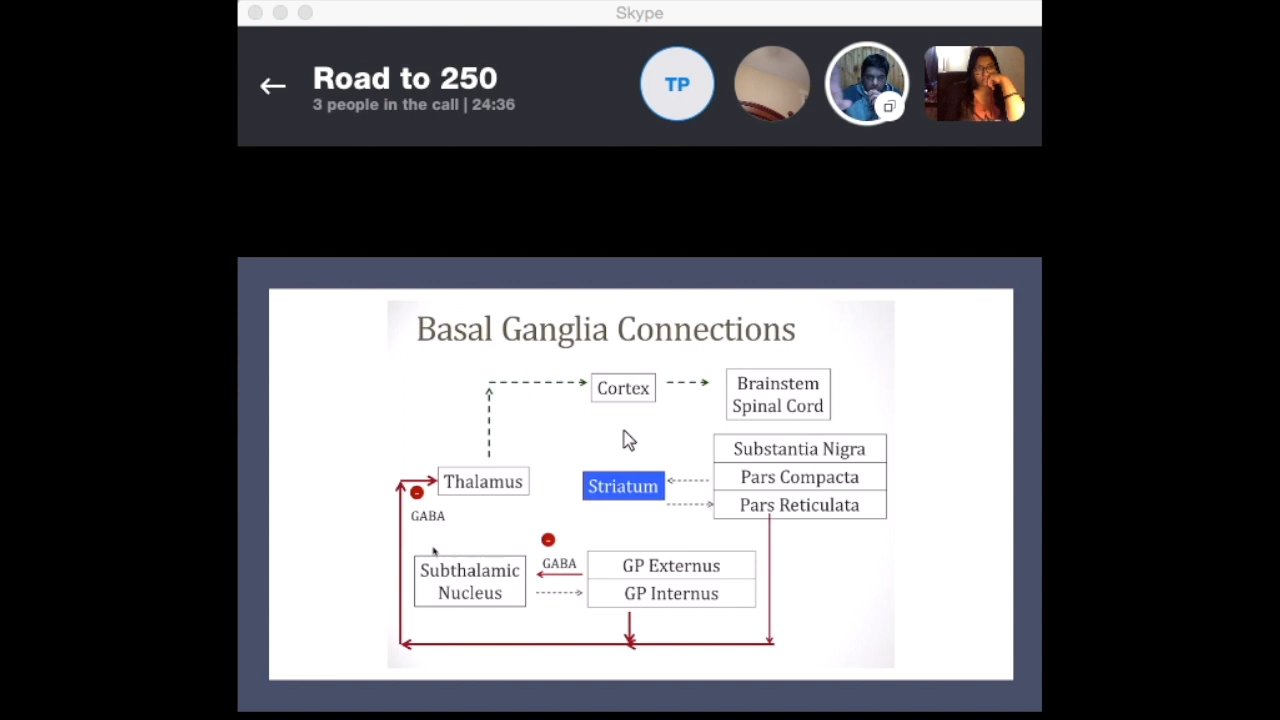 Skype
Road to 250
3 people in the call | 24:36
TP
Basal Ganglia Connections
Cortex
Brainstem
Spinal Cord
Substantia Nigra
Thalamus
Striatum
Pars Compacta
Pars Reticulata
-
GABA
-
GABA
GP Externus
Subthalamic
Nucleus
GP Internus